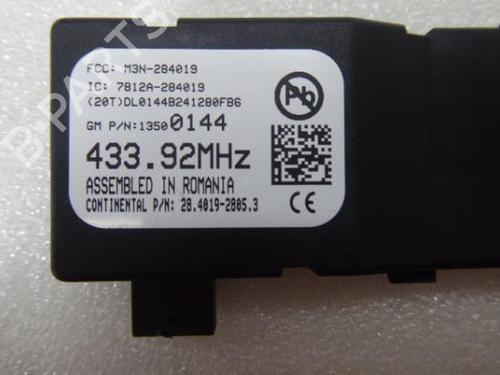 FCC: M3N-284019
IC: 7812A-284019
(20T)DL0144B241280FB6
GM P/N:13500144
433.92MHz
ASSEMBLED IN ROMANIA
CONTINENTAL P/N: 28.4019-2805.3
Pb
CE
B-PARTS